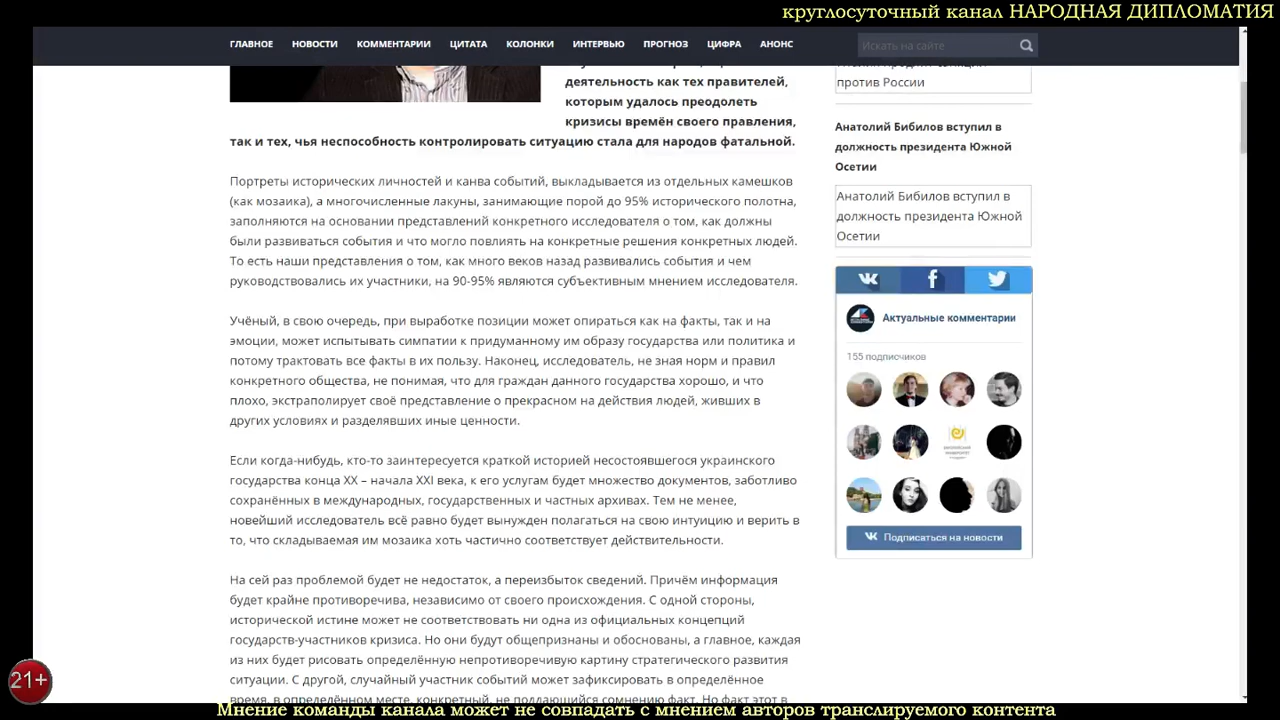 круглосуточный канал НАРОДНАЯ ДИПЛОМАТИЯ
ГЛАВНОЕ НОВОСТИ КОММЕНТАРИИ ЦИТАТА КОЛОНКИ ИНТЕРВЬЮ ПРОГНОЗ ЦИФРА АНОНС
Искать на сайте
деятельность как тех правителей,
которым удалось преодолеть
кризисы времён своего правления,
так и тех, чья неспособность контролировать ситуацию стала для народов фатальной.
Портреты исторических личностей и канва событий, выкладывается из отдельных камешков
(как мозаика), а многочисленные лакуны, занимающие порой до 95% исторического полотна,
заполняются на основании представлений конкретного исследователя о том, как должны
были развиваться события и что могло повлиять на конкретные решения конкретных людей.
То есть наши представления о том, как много веков назад развивались события и чем
руководствовались их участники, на 90-95% являются субъективным мнением исследователя.
Учёный, в свою очередь, при выработке позиции может опираться как на факты, так и на
эмоции, может испытывать симпатии к придуманному им образу государства или политика и
потому трактовать все факты в их пользу. Наконец, исследователь, не зная норм и правил
конкретного общества, не понимая, что для граждан данного государства хорошо, и что
плохо, экстраполирует своё представление о прекрасном на действия людей, живших в
других условиях и разделявших иные ценности.
Если когда-нибудь, кто-то заинтересуется краткой историей несостоявшегося украинского
государства конца XX – начала XXI века, к его услугам будет множество документов, заботливо
сохранённых в международных, государственных и частных архивах. Тем не менее,
новейший исследователь всё равно будет вынужден полагаться на свою интуицию и верить в
то, что складываемая им мозаика хоть частично соответствует действительности.
На сей раз проблемой будет не недостаток, а переизбыток сведений. Причём информация
будет крайне противоречива, независимо от своего происхождения. С одной стороны,
исторической истине может не соответствовать ни одна из официальных концепций
государств-участников кризиса. Но они будут общепризнаны и обоснованы, а главное, каждая
из них будет рисовать определённую непротиворечивую картину стратегического развития
ситуации. С другой, случайный участник событий может зафиксировать в определённое
время, в определённом месте, конкретный, не поддающийся сомнению факт. Но факт этот в
против России
Анатолий Бибилов вступил в
должность президента Южной
Осетии
Анатолий Бибилов вступил в
должность президента Южной
Осетии
Актуальные комментарии
155 подписчиков
Подписаться на новости
21+
Мнение команды канала может не совпадать с мнением авторов транслируемого контента